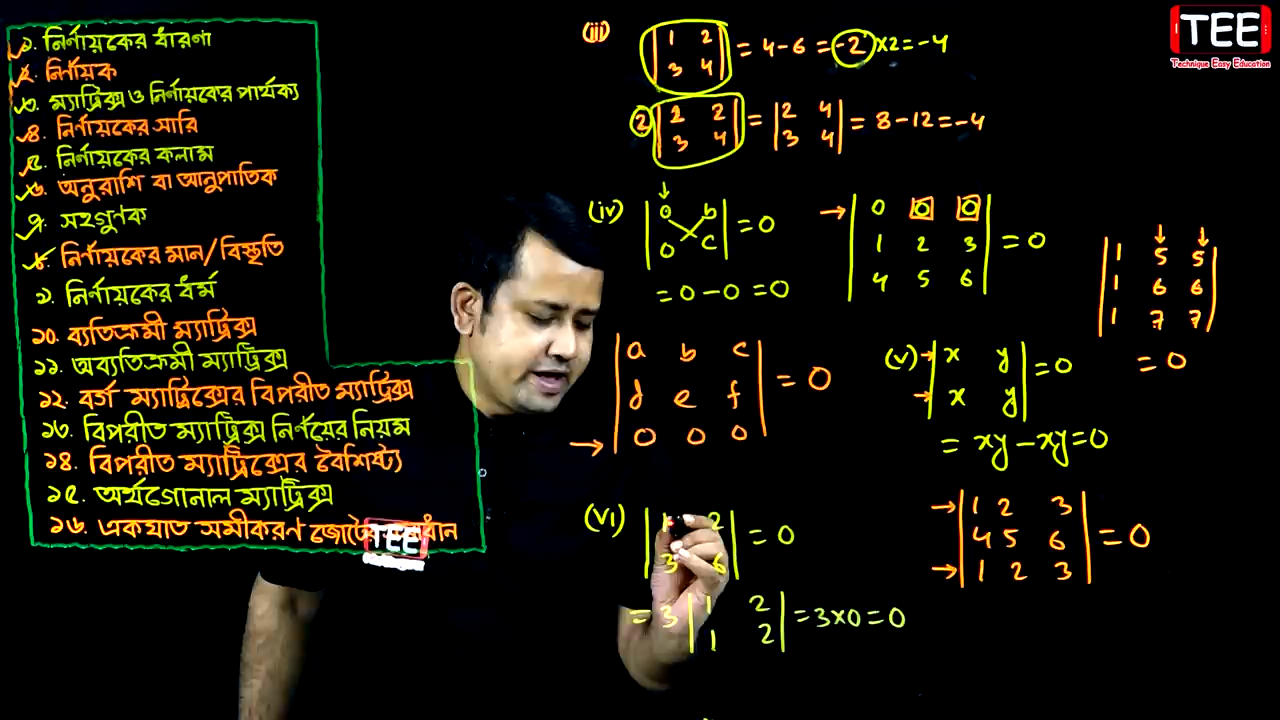 ১. নির্ণায়কের ধারণা
২. নির্ণায়ক
৩. ম্যাট্রিক্স ও নির্ণায়কের পার্থক্য
৪. নির্ণায়কের সারি
৫. নির্ণায়কের কলাম
৬. অনুরাশি বা আনুপাতিক
৭. সহগুণক
৮. নির্ণায়কের মান/বিস্তৃতি
৯. নির্ণায়কের ধর্ম
১০. ব্যতিক্রমী ম্যাট্রিক্স
১১. অব্যতিক্রমী ম্যাট্রিক্স
১২. বর্গ ম্যাট্রিক্সের বিপরীত ম্যাট্রিক্স
১৩. বিপরীত ম্যাট্রিক্স নির্ণয়ের নিয়ম
১৪. বিপরীত ম্যাট্রিক্সের বৈশিষ্ট্য
১৫. অর্থগোনাল ম্যাট্রিক্স
১৬. একঘাত সমীকরণ জোটের
TEE
(iii)
| 1 2 | = 4-6 = -2 ×2 = -4
| 3 4 |
2 | 2 2 | = | 2 4 | = 8-12 = -4
| 3 4 | | 3 4 |
(iv) | 0 b | = 0
| 0 c |
= 0-0 = 0
→ | 0 0 0 |
| 1 2 3 | = 0
| 4 5 6 |
| 1 5 5 |
| 1 6 6 |
| 1 7 7 |
= 0
| a b c |
| d e f | = 0
→ | 0 0 0 |
(v) → | x y | = 0
→ | x y |
= xy - xy = 0
(vi) | 1 2 | = 0
| 3 6 |
= 3 | 1 2 | = 3×0 = 0
| 1 2 |
→ | 1 2 3 |
| 4 5 6 | = 0
→ | 1 2 3 |
TEE
Technique Easy Education